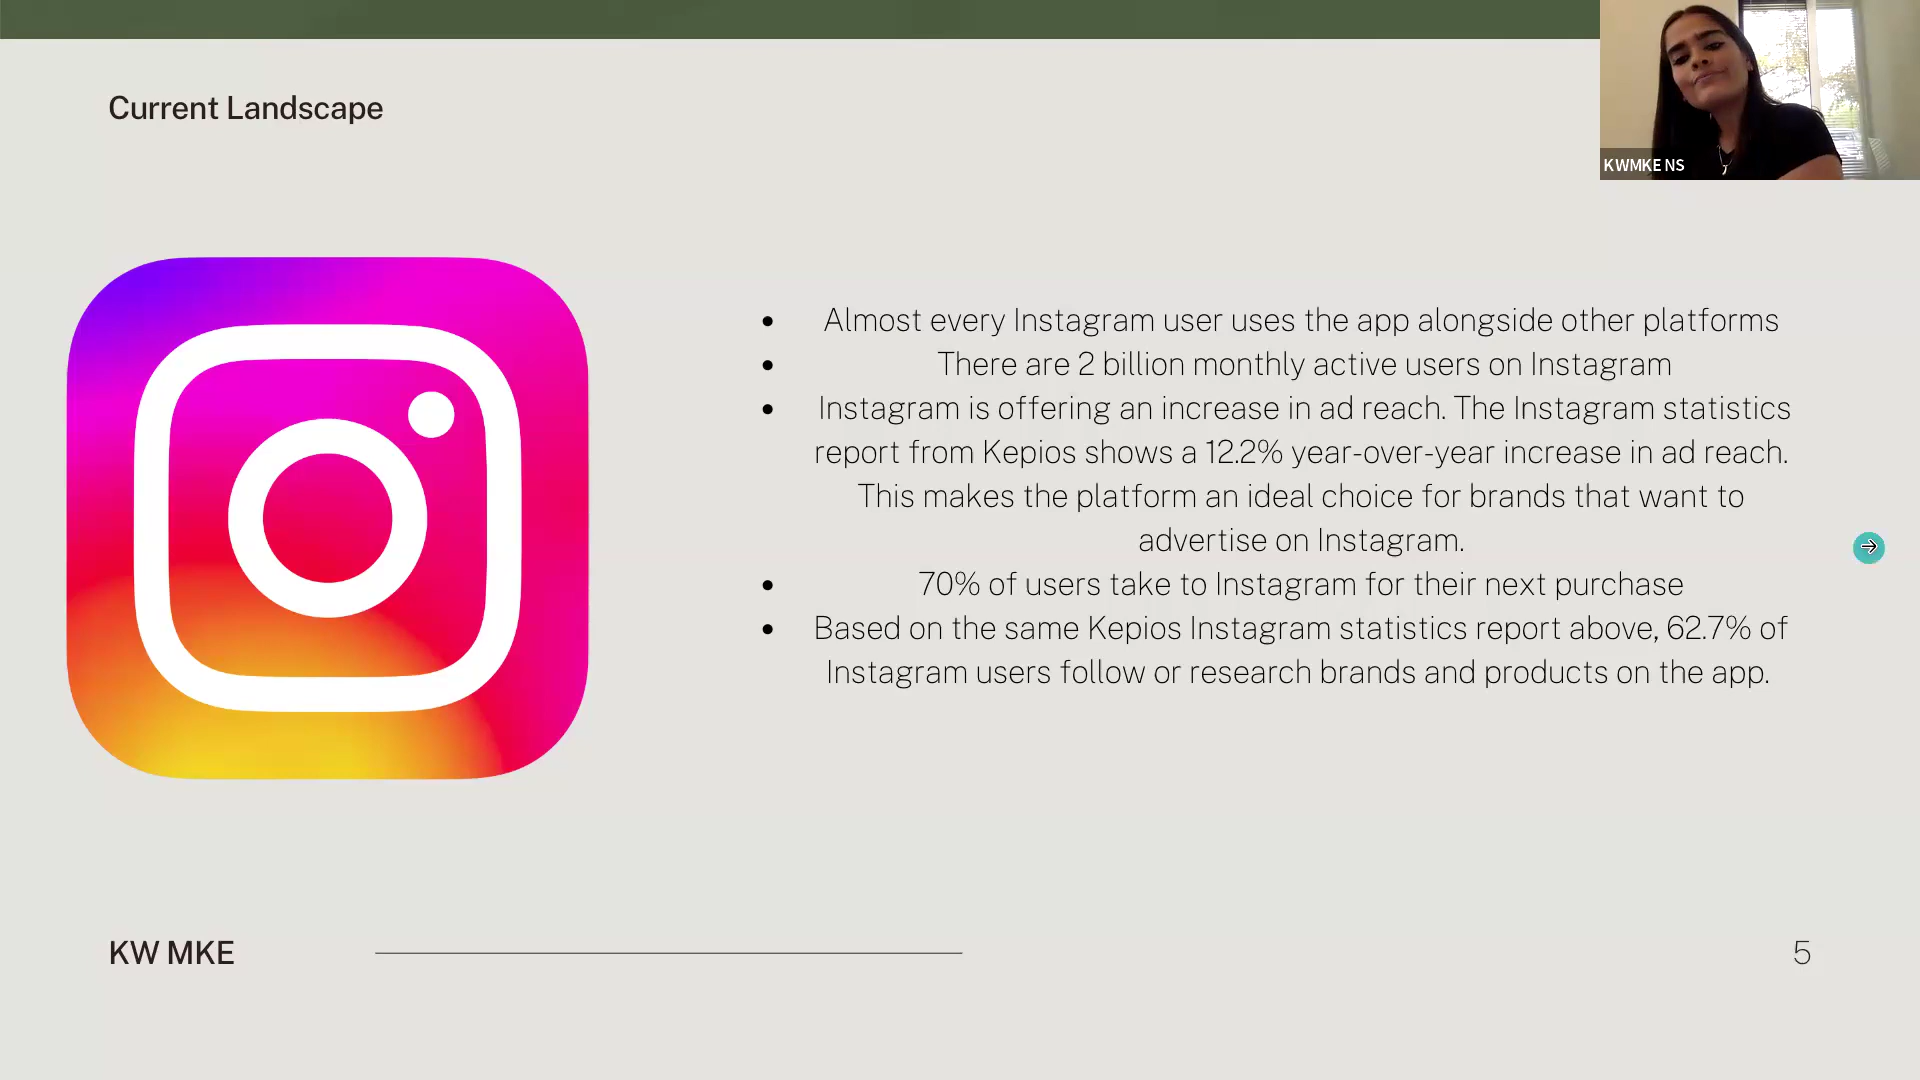 Current Landscape
KWMKE NS
• Almost every Instagram user uses the app alongside other platforms
• There are 2 billion monthly active users on Instagram
• Instagram is offering an increase in ad reach. The Instagram statistics
report from Kepios shows a 12.2% year-over-year increase in ad reach.
This makes the platform an ideal choice for brands that want to
advertise on Instagram.
• 70% of users take to Instagram for their next purchase
• Based on the same Kepios Instagram statistics report above, 62.7% of
Instagram users follow or research brands and products on the app.
KW MKE
5